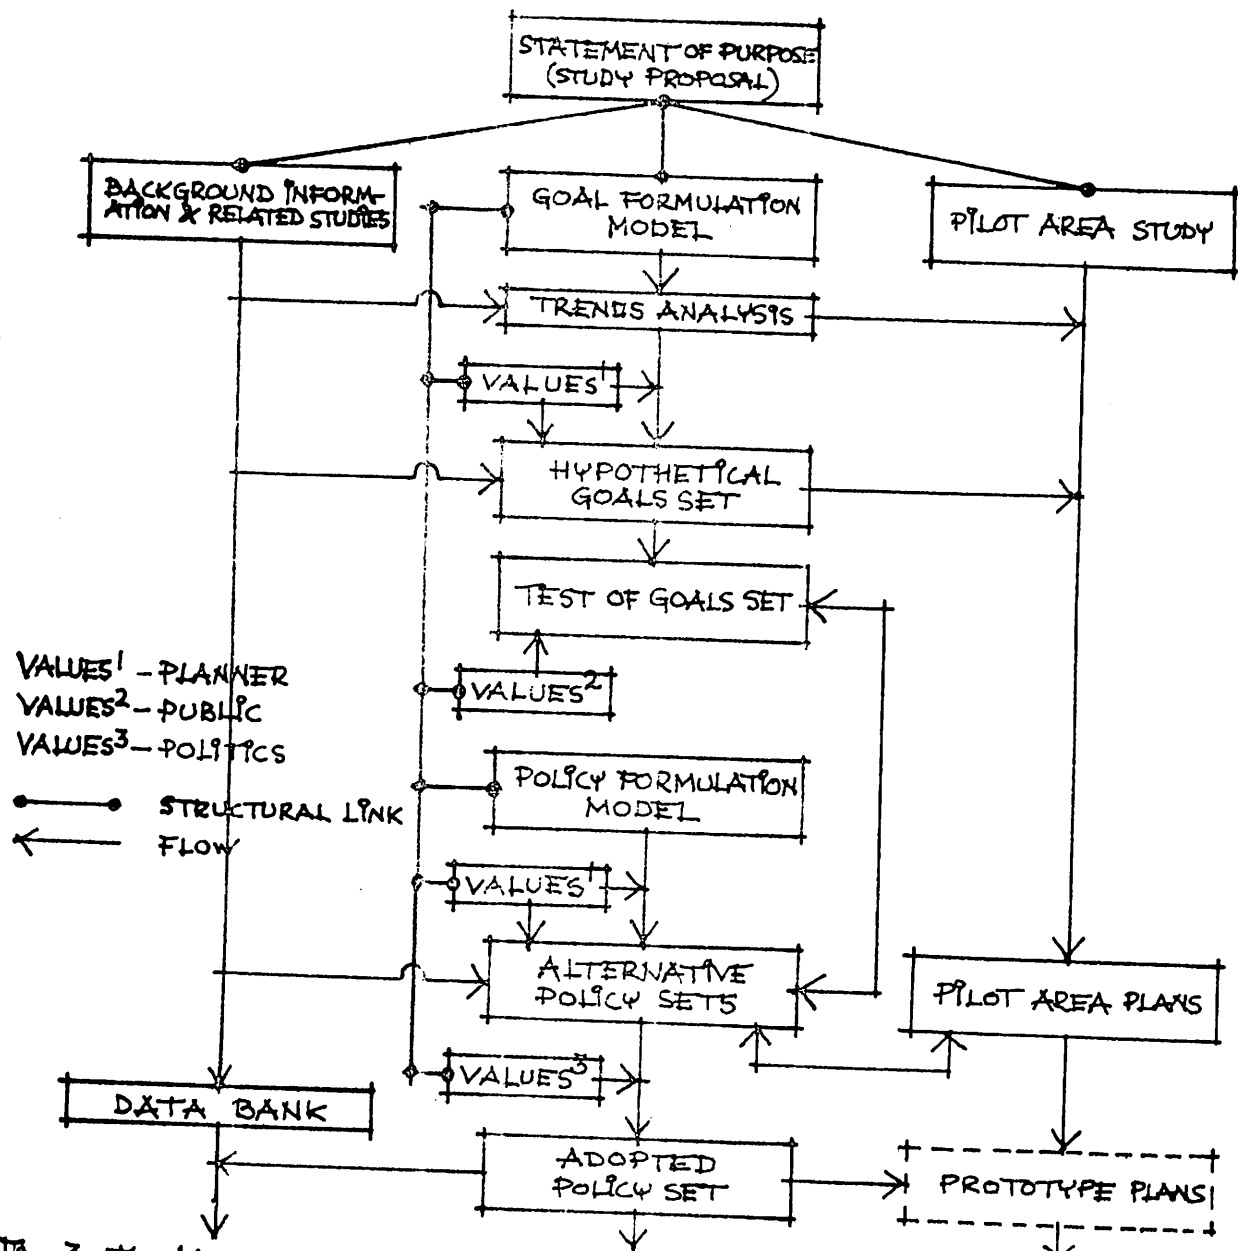 STATEMENT OF PURPOSE
(STUDY PROPOSAL)
BACKGROUND INFORM-
ATION & RELATED STUDIES
GOAL FORMULATION
MODEL
PILOT AREA STUDY
TRENDS ANALYSIS
VALUES¹
HYPOTHETICAL
GOALS SET
TEST OF GOALS SET
VALUES¹ – PLANNER
VALUES² – PUBLIC
VALUES³ – POLITICS
STRUCTURAL LINK
FLOW
VALUES²
POLICY FORMULATION
MODEL
VALUES¹
ALTERNATIVE
POLICY SETS
PILOT AREA PLANS
VALUES³
DATA BANK
ADOPTED
POLICY SET
PROTOTYPE PLANS